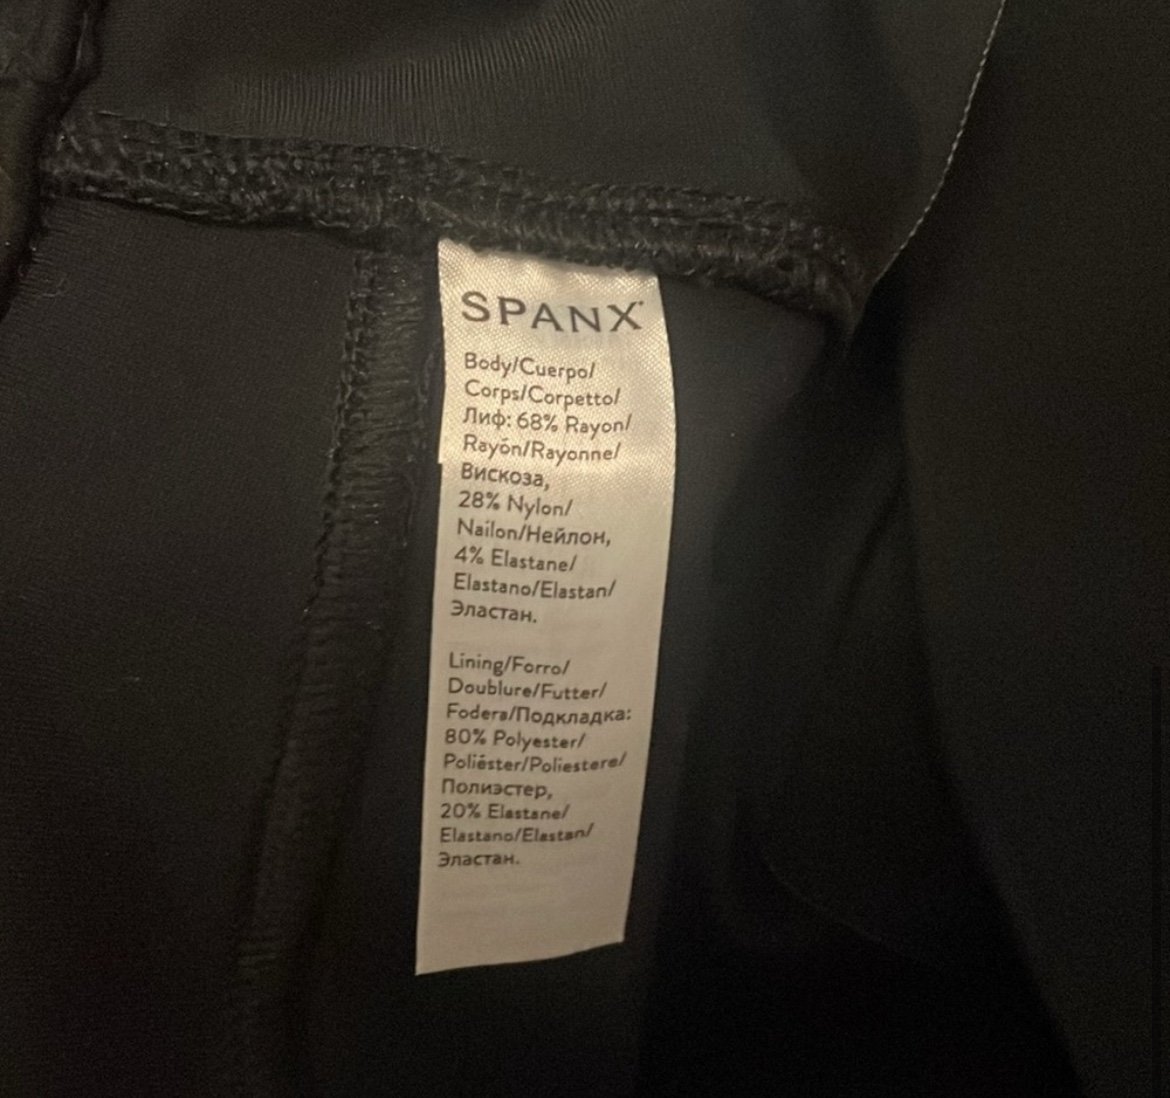 SPANX
Body/Cuerpo/
Corps/Corpetto/
Лиф: 68% Rayon/
Rayón/Rayonne/
Вискоза,
28% Nylon/
Nailon/Нейлон,
4% Elastane/
Elastano/Elastan/
Эластан.
Lining/Forro/
Doublure/Futter/
Fodera/Подкладка:
80% Polyester/
Poliéster/Poliestere/
Полиэстер,
20% Elastane/
Elastano/Elastan/
Эластан.